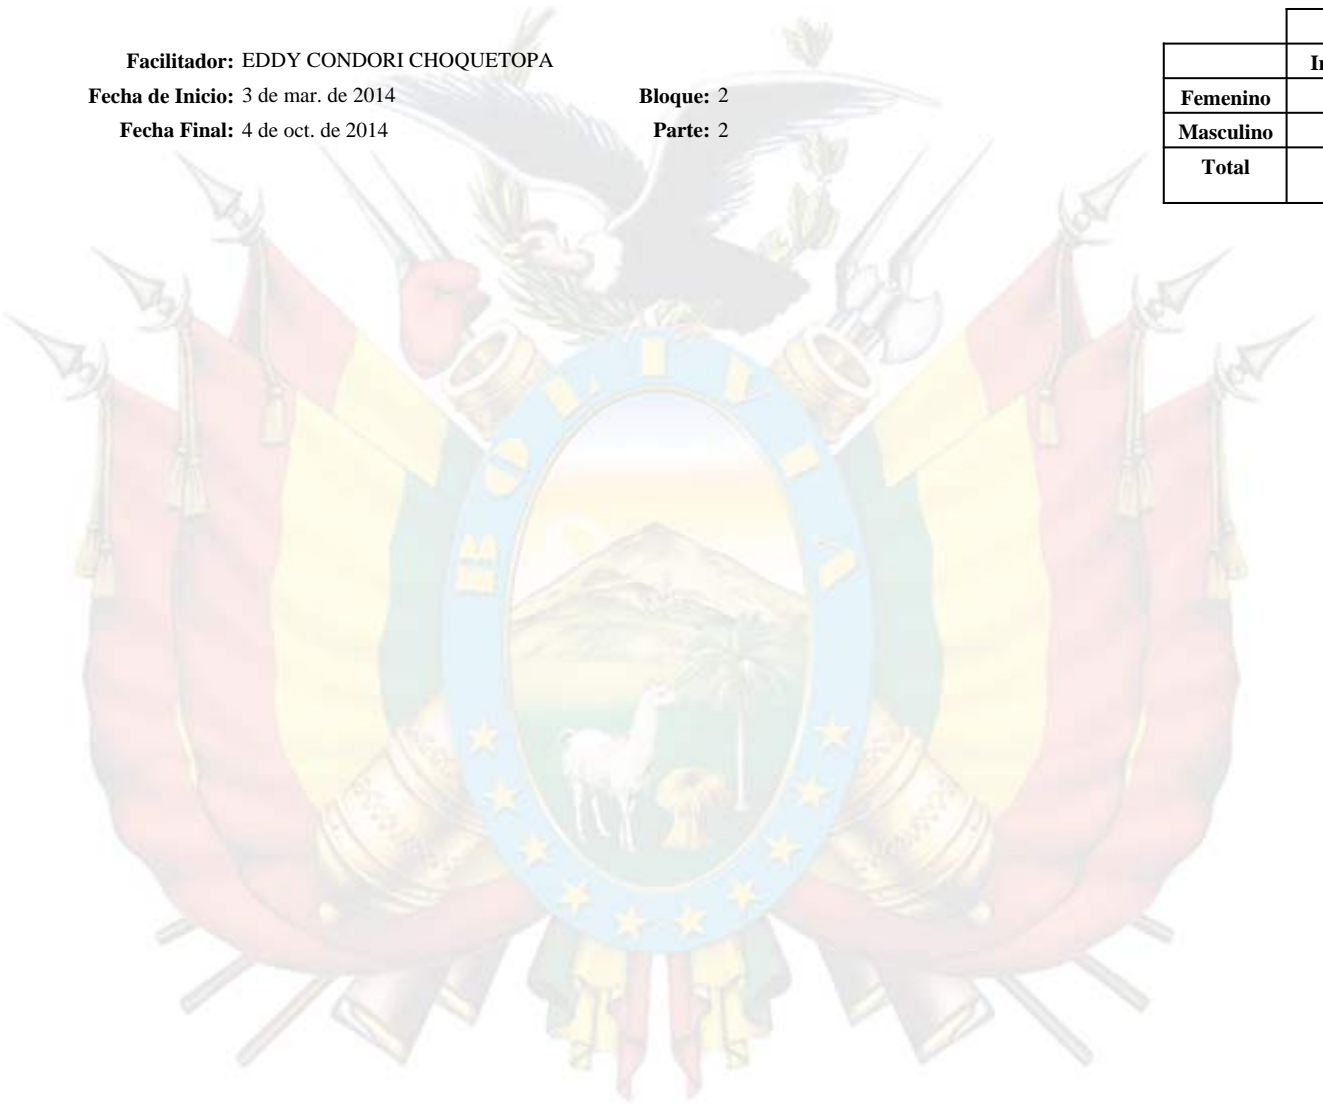 Facilitador: EDDY CONDORI CHOQUETOPA
Fecha de Inicio: 3 de mar. de 2014 Bloque: 2
Fecha Final: 4 de oct. de 2014 Parte: 2
Femenino
Masculino
Total
BOLIVIA